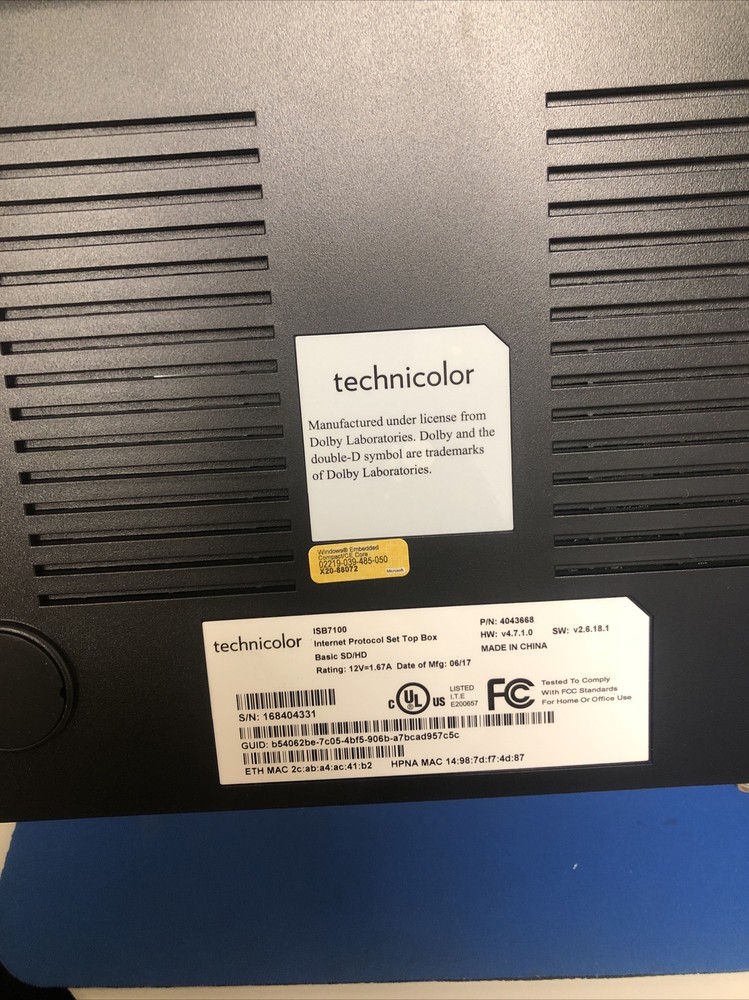 technicolor
Manufactured under license from
Dolby Laboratories. Dolby and the
double-D symbol are trademarks
of Dolby Laboratories.
Windows® Embedded
Compact/CE Core
02219-039-485-050
X20-88072
Microsoft
technicolor
ISB7100
Internet Protocol Set Top Box
Basic SD/HD
Rating: 12V=1.67A Date of Mfg: 06/17
P/N: 4043668
HW: v4.7.1.0 SW: v2.6.18.1
MADE IN CHINA
S/N: 168404331
C UL US
LISTED
I.T.E
E200657
FC
Tested To Comply
With FCC Standards
For Home Or Office Use
GUID: b54062be-7c05-4bf5-906b-a7bcad957c5c
ETH MAC 2c:ab:a4:ac:41:b2 HPNA MAC 14:98:7d:f7:4d:87